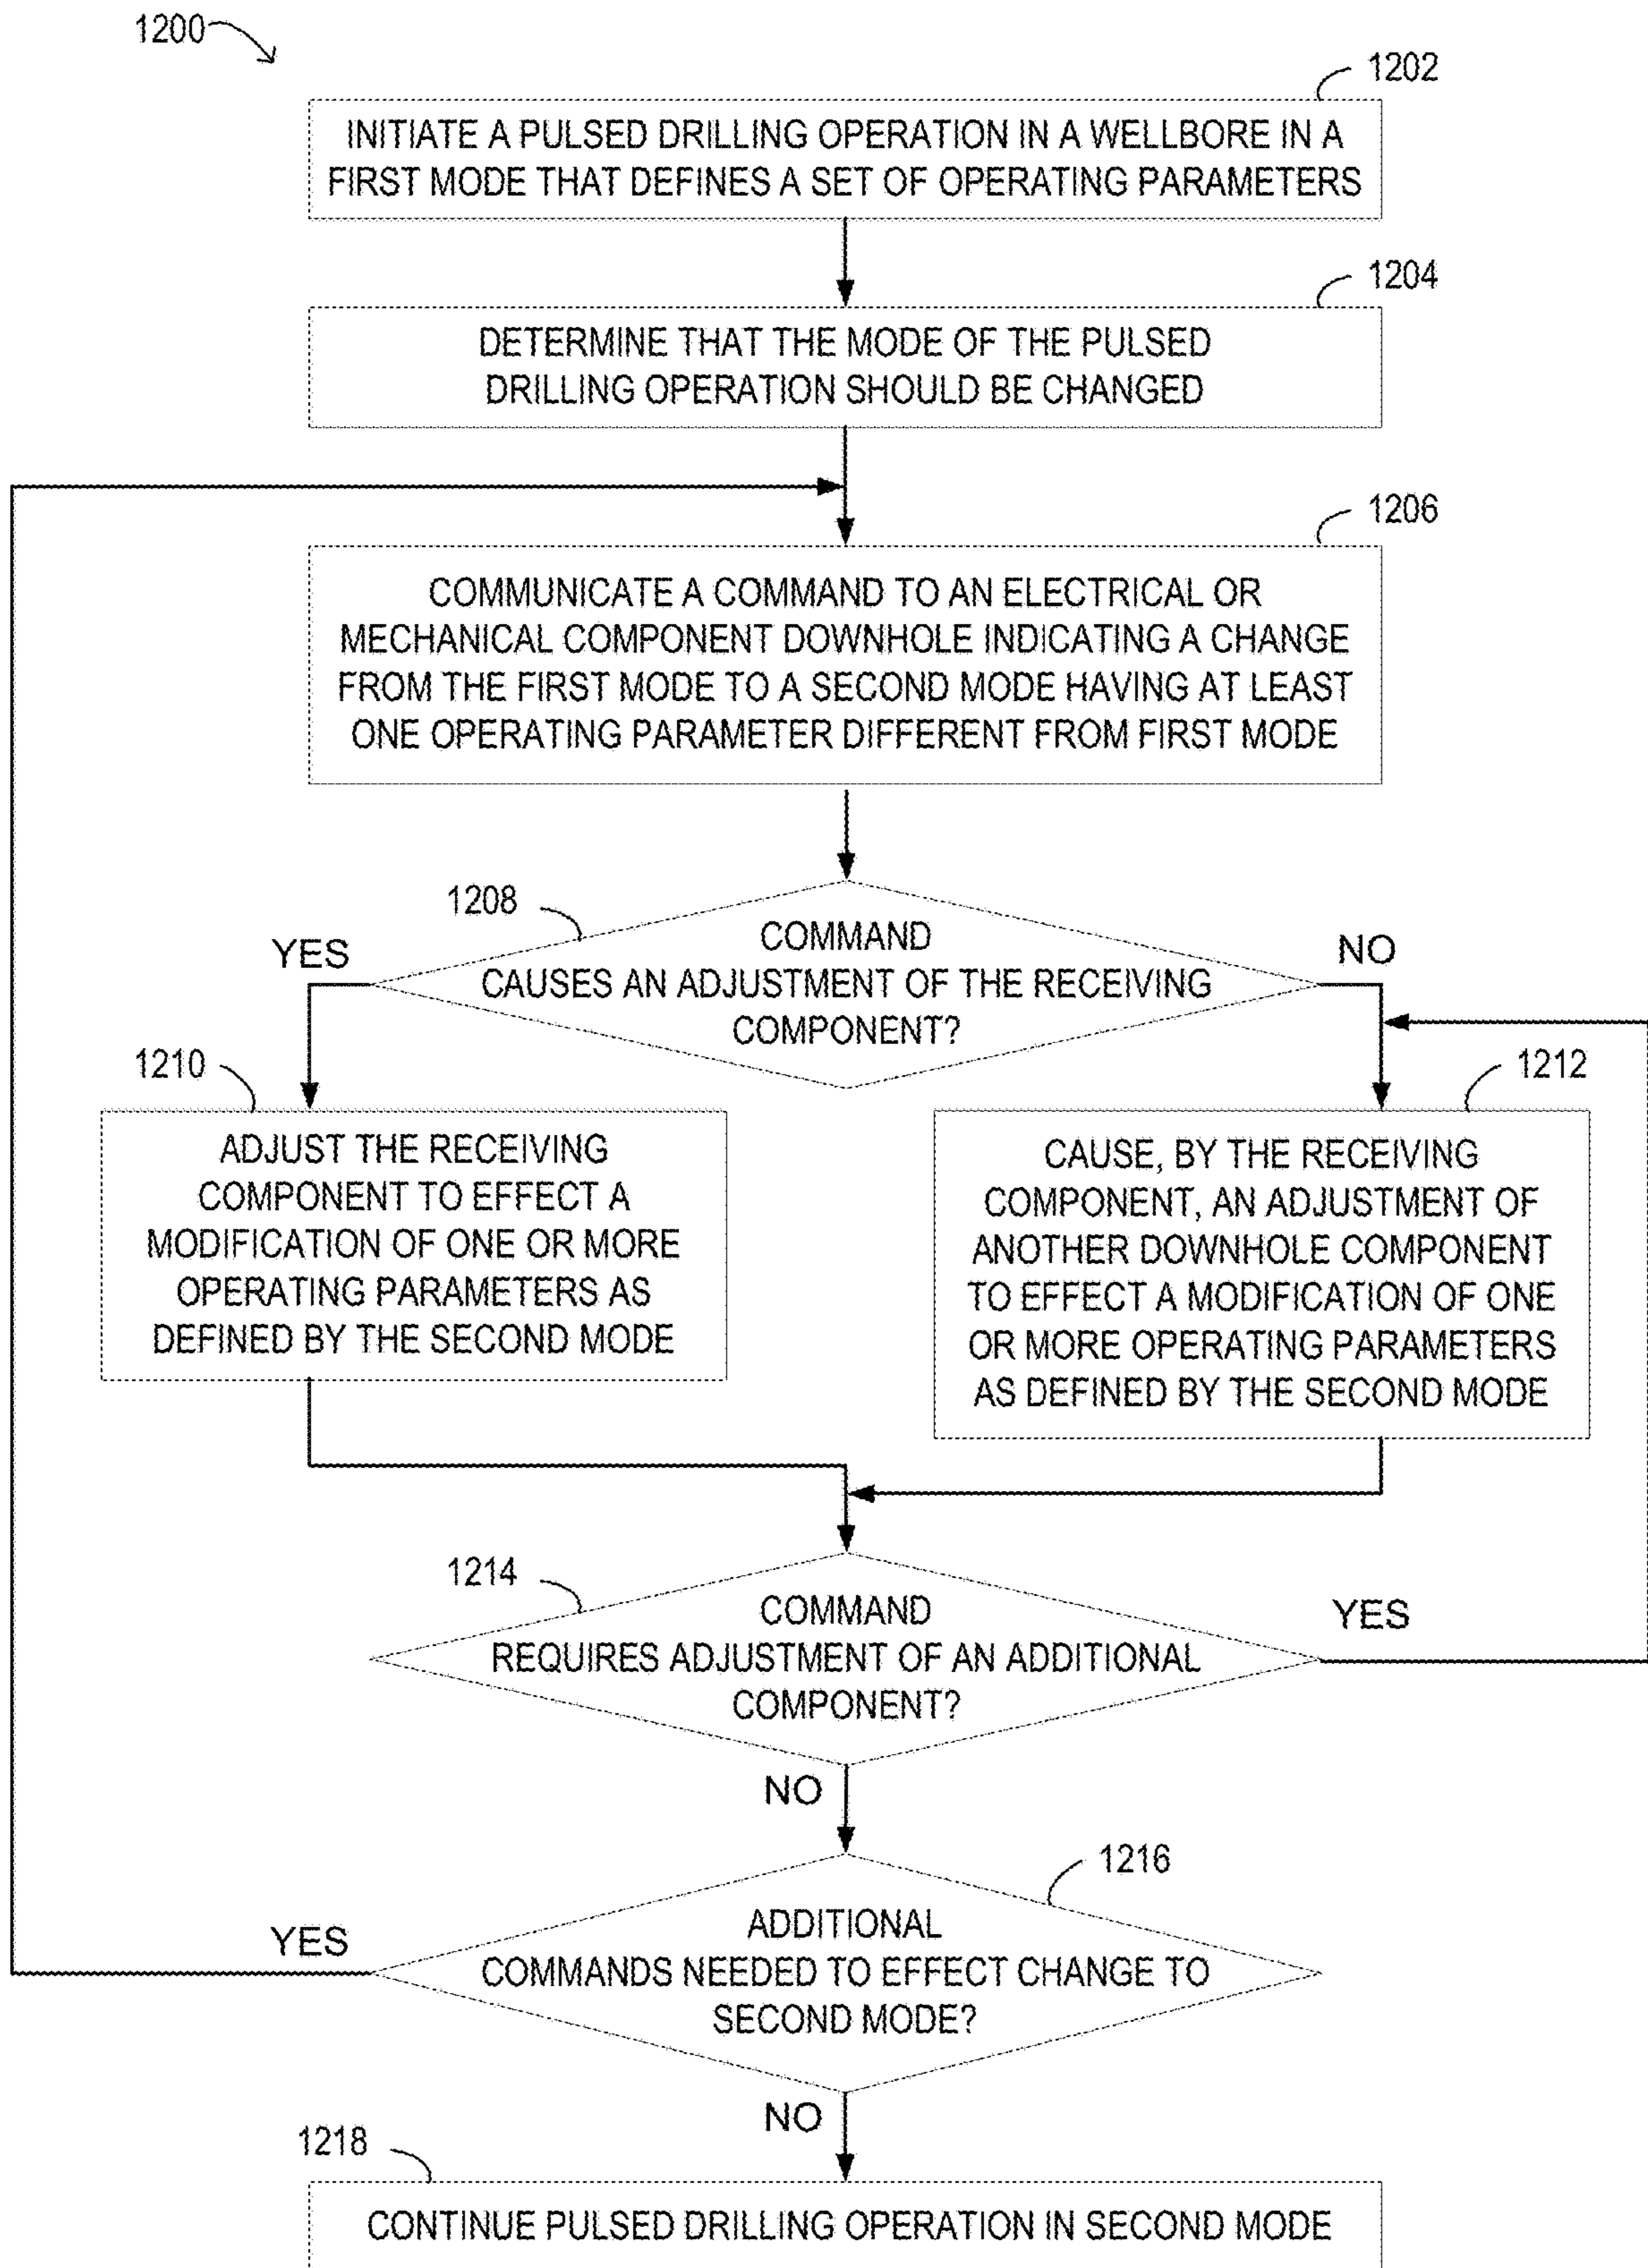 1200
1202
INITIATE A PULSED DRILLING OPERATION IN A WELLBORE IN A
FIRST MODE THAT DEFINES A SET OF OPERATING PARAMETERS
1204
DETERMINE THAT THE MODE OF THE PULSED
DRILLING OPERATION SHOULD BE CHANGED
1206
COMMUNICATE A COMMAND TO AN ELECTRICAL OR
MECHANICAL COMPONENT DOWNHOLE INDICATING A CHANGE
FROM THE FIRST MODE TO A SECOND MODE HAVING AT LEAST
ONE OPERATING PARAMETER DIFFERENT FROM FIRST MODE
1208
COMMAND
CAUSES AN ADJUSTMENT OF THE RECEIVING
COMPONENT?
YES
NO
1210
ADJUST THE RECEIVING
COMPONENT TO EFFECT A
MODIFICATION OF ONE OR MORE
OPERATING PARAMETERS AS
DEFINED BY THE SECOND MODE
1212
CAUSE, BY THE RECEIVING
COMPONENT, AN ADJUSTMENT OF
ANOTHER DOWNHOLE COMPONENT
TO EFFECT A MODIFICATION OF ONE
OR MORE OPERATING PARAMETERS
AS DEFINED BY THE SECOND MODE
1214
COMMAND
REQUIRES ADJUSTMENT OF AN ADDITIONAL
COMPONENT?
YES
NO
1216
ADDITIONAL
COMMANDS NEEDED TO EFFECT CHANGE TO
SECOND MODE?
YES
NO
1218
CONTINUE PULSED DRILLING OPERATION IN SECOND MODE